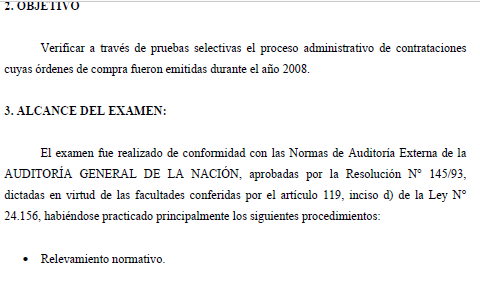 2. OBJETIVO
Verificar a través de pruebas selectivas el proceso administrativo de contrataciones
cuyas órdenes de compra fueron emitidas durante el año 2008.
3. ALCANCE DEL EXAMEN:
El examen fue realizado de conformidad con las Normas de Auditoría Externa de la
AUDITORÍA GENERAL DE LA NACIÓN, aprobadas por la Resolución N° 145/93,
dictadas en virtud de las facultades conferidas por el artículo 119, inciso d) de la Ley N°
24.156, habiéndose practicado principalmente los siguientes procedimientos:
• Relevamiento normativo.